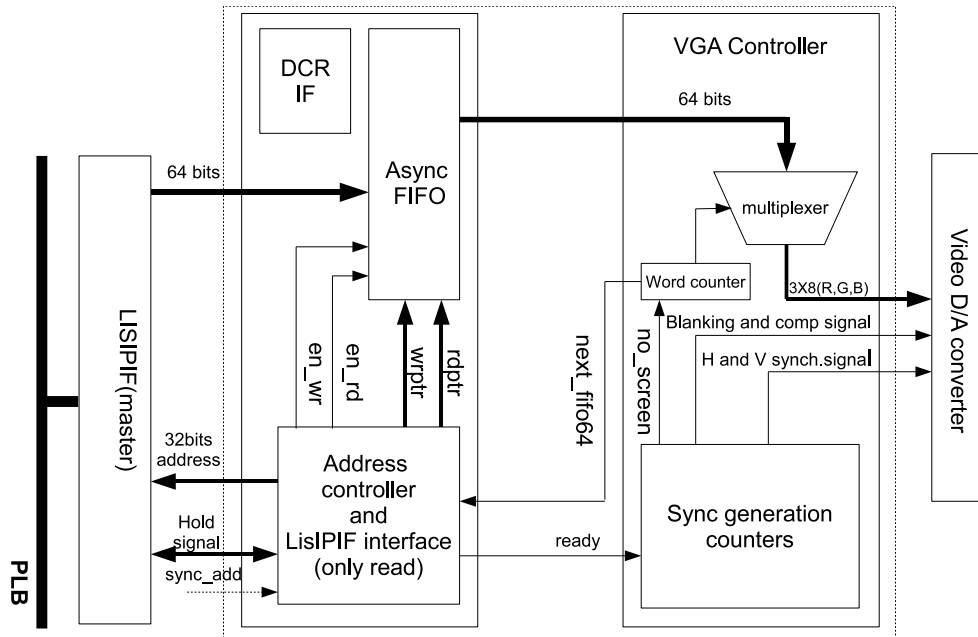 DCR
IF
Async
FIFO
VGA Controller
64 bits
64 bits
multiplexer
Word counter
3X8(R,G,B)
Blanking and comp signal
H and V synch.signal
Video D/A converter
LISIPIF(master)
PLB
en_wr
en_rd
wrptr
rdptr
next_fifo64
no_screen
32bits
address
Hold
signal
sync_add
Address
controller
and
LisIPIF interface
(only read)
ready
Sync generation
counters